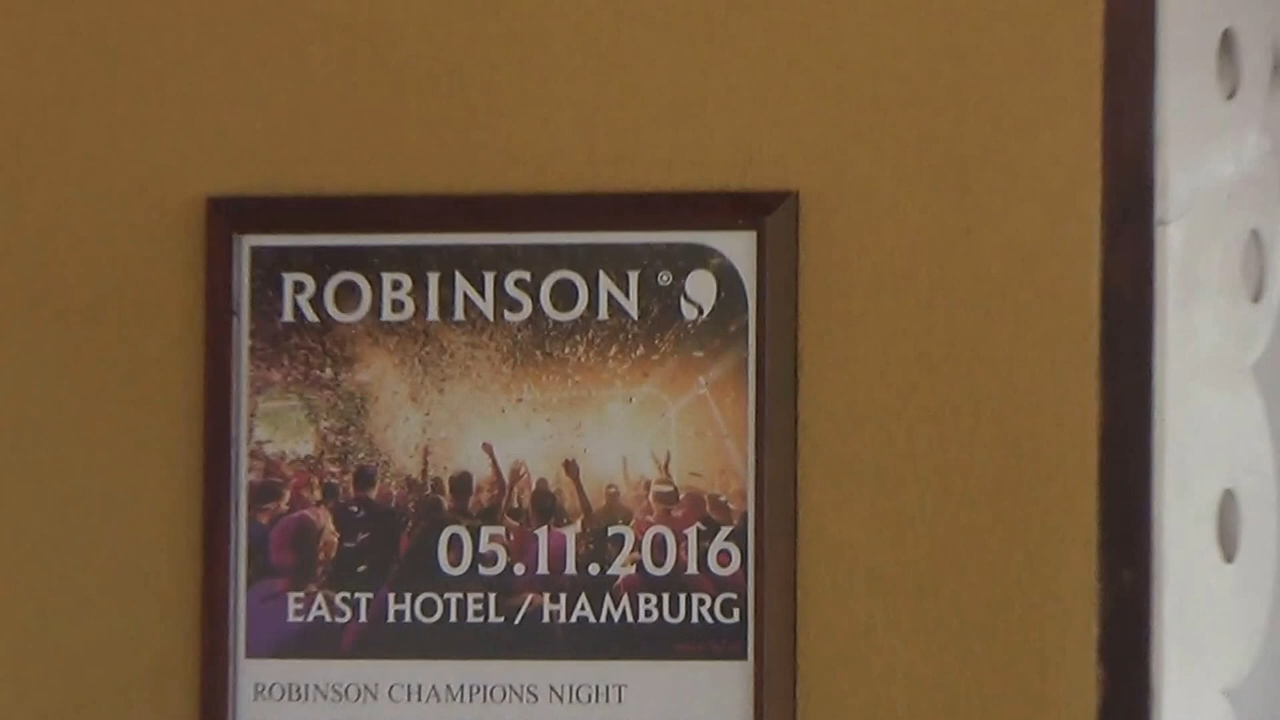 ROBINSON ®
05.11.2016
EAST HOTEL / HAMBURG
ROBINSON CHAMPIONS NIGHT